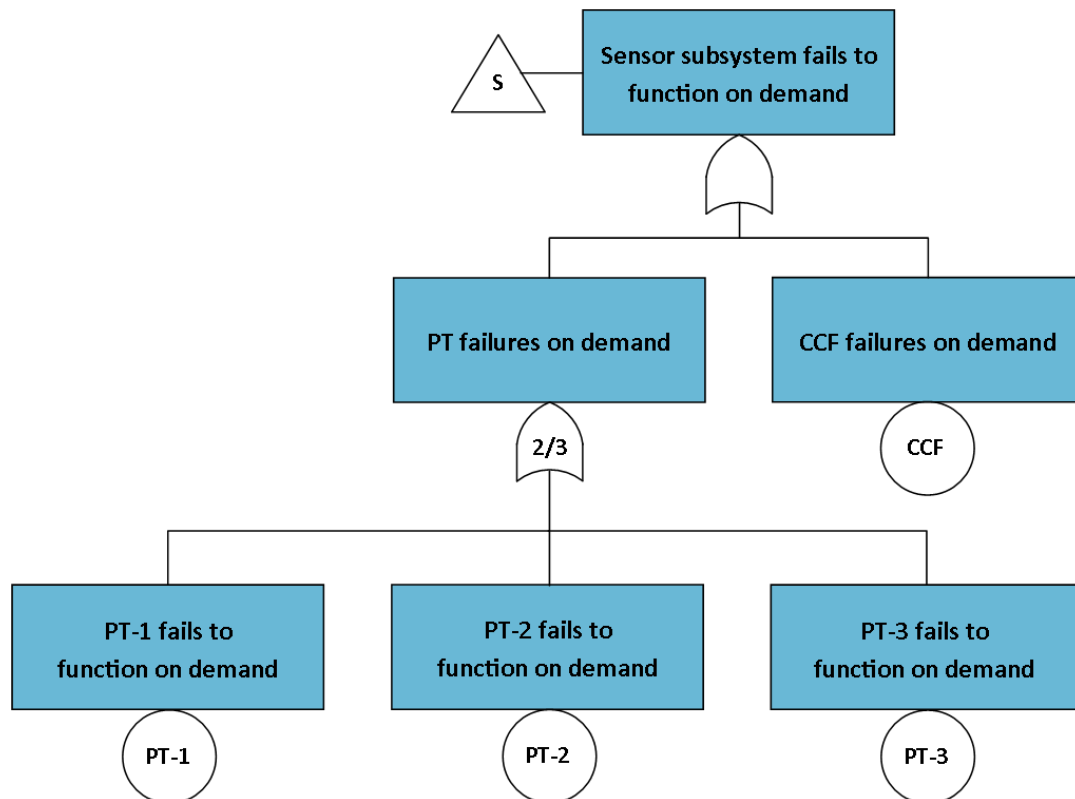 Sensor subsystem fails to
function on demand
S
PT failures on demand
CCF failures on demand
2/3
CCF
PT-1 fails to
function on demand
PT-2 fails to
function on demand
PT-3 fails to
function on demand
PT-1
PT-2
PT-3